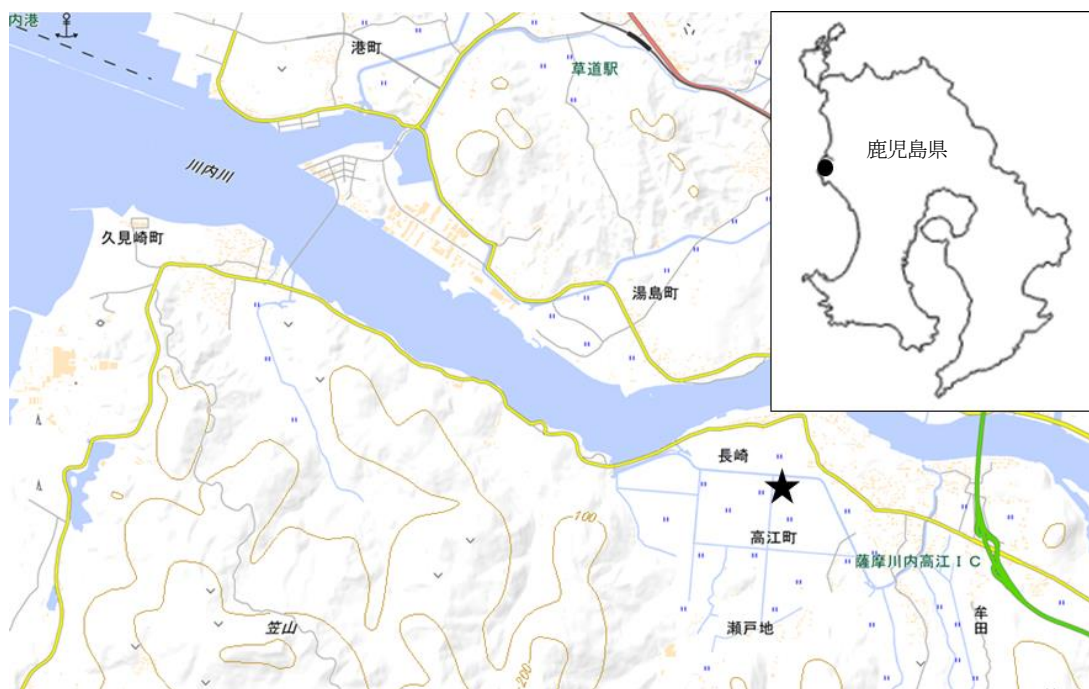 内港
港町
草道駅
鹿児島県
川内川
久見崎町
湯島町
長崎
高江町
100
薩摩川内高江ＩＣ
瀬戸地
牟田
笠山
200